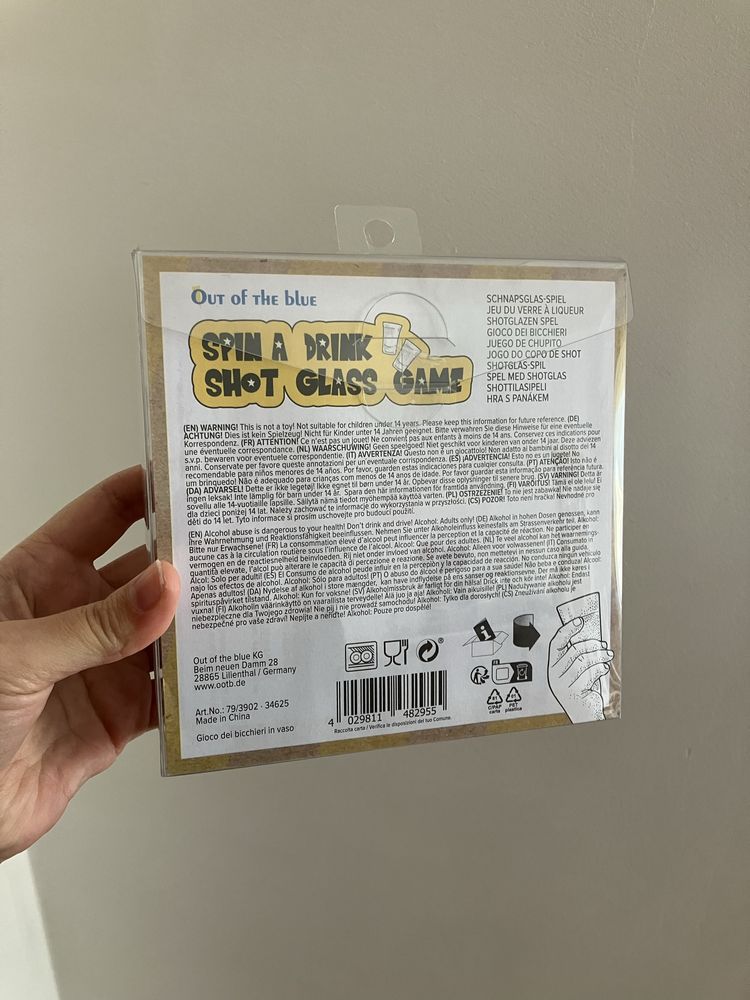 Out of the blue
SPIN A DRINK
SHOT GLASS GAME
SCHNAPSGLAS-SPIEL
JEU DU VERRE À LIQUEUR
SHOTGLAZEN SPEL
GIOCO DEI BICCHIERI
JUEGO DE CHUPITO
JOGO DO COPO DE SHOT
SHOTGLAS-SPIL
SPEL MED SHOTGLAS
SHOTTILASIPELI
HRA S PANÁKEM
(EN) WARNING! This is not a toy! Not suitable for children under 14 years. Please keep this information for future reference. (DE)
ACHTUNG! Dies ist kein Spielzeug! Nicht für Kinder unter 14 Jahren geeignet. Bitte verwahren Sie diese Hinweise für eine eventuelle
Korrespondenz. (FR) ATTENTION! Ce n'est pas un jouet! Ne convient pas aux enfants à moins de 14 ans. Conservez ces indications pour
une éventuelle correspondance. (NL) WAARSCHUWING! Geen speelgoed! Niet geschikt voor kinderen van onder 14 jaar. Deze adviezen
s.v.p. bewaren voor eventuele correspondentie. (IT) AVVERTENZA! Questo non è un giocattolo! Non adatto ai bambini al disotto dei 14
anni. Conservate per favore queste annotazioni per un eventuale corrispondenza. (ES) ¡ADVERTENCIA! Esto no es un juguete! No
recomendable para niños menores de 14 años. Por favor, guarden estas informaciones para cualquier consulta. (PT) ATENÇÃO! Isto não é
um brinquedo! Não é adequado para crianças com menos de 14 anos de idade. Por favor guardar esta informação para referência futura.
(DA) ADVARSEL! Dette er ikke legetøj! Ikke egnet til børn under 14 år. Opbevar disse oplysninger til senere brug. (SV) VARNING! Detta är
ingen leksak! Inte lämplig för barn under 14 år. Spara den här informationen för framtida användning. (FI) VAROITUS! Tämä ei ole lelu! Ei
sovellu alle 14-vuotiaille lapsille. Säilytä nämä tiedot myöhempää käyttöä varten. (PL) OSTRZEŻENIE! To nie jest zabawka! Nie nadaje się
dla dzieci poniżej 14 lat. Należy zachować te informacje do wykorzystania w przyszłości. (CS) POZOR! Toto není hračka! Nevhodné pro
děti do 14 let. Tyto informace si prosím uschovejte pro budoucí použití.
(EN) Alcohol abuse is dangerous to your health! Don't drink and drive! Alcohol: Adults only! (DE) Alkohol in hohen Dosen genossen, kann
ihre Wahrnehmung und Reaktionsfähigkeit beeinflussen. Nehmen Sie unter Alkoholeinfluss keinesfalls am Strassenverkehr teil. Alkohol:
Bitte nur Erwachsene! (FR) La consommation élevé d'alcool peut influencer la perception et la capacité de réaction. Ne participer en
aucune cas à la circulation routière sous l'influence de l'alcool. Alcool: Que pour des adultes. (NL) Te veel alcohol kan het waarnemings-
vermogen en de reactiesnelheid beinvloeden. Rij niet onder invloed van alcohol. Alcohol: Alleen voor volwassenen! (IT) Consumato in
quantità elevate, l'alcol può alterare le capacità di percezione e reazione. Se avete bevuto, non mettetevi in nessun caso alla guida.
Alcol: Solo per adulti! (ES) El Consumo de alcohol puede influir en la percepción y la capacidad de reacción. No conduzca ningún vehículo
najo los efectos de alcohol. Alcohol: Sólo para adultos! (PT) O abuso do álcool é perigoso para a sua saúde! Não beba e conduza! Álcool:
Apenas adultos! (DA) Nydelse af alkohol i store mængder, kan have indflydelse på ens sanser og reaktionsevne. Der må ikke køres i
spirituspåvirket tilstand. Alkohol: Kun for voksne! (SV) Alkoholmissbruk är farligt för din hälsa! Drick inte och kör inte! Alkohol: Endast
vuxna! (FI) Alkoholin väärinkäyttö on vaarallista terveydelle! Älä juo ja aja! Alkoholi: Vain aikuisille! (PL) Nadużywanie alkoholu jest
niebezpieczne dla Twojego zdrowia! Nie pij i nie prowadź samochodu! Alkohol: Tylko dla dorosłych! (CS) Zneužívání alkoholu je
nebezpečné pro vaše zdraví! Nepijte a neřiďte! Alkohol: Pouze pro dospělé!
Out of the blue KG
Beim neuen Damm 28
28865 Lilienthal / Germany
www.ootb.de
Art.No.: 79/3902 · 34625
Made in China
Gioco dei bicchieri in vaso
4 029811 482955
Raccolta carta / Verifica le disposizioni del tuo Comune.
C/PAP
carta
PET
plastica